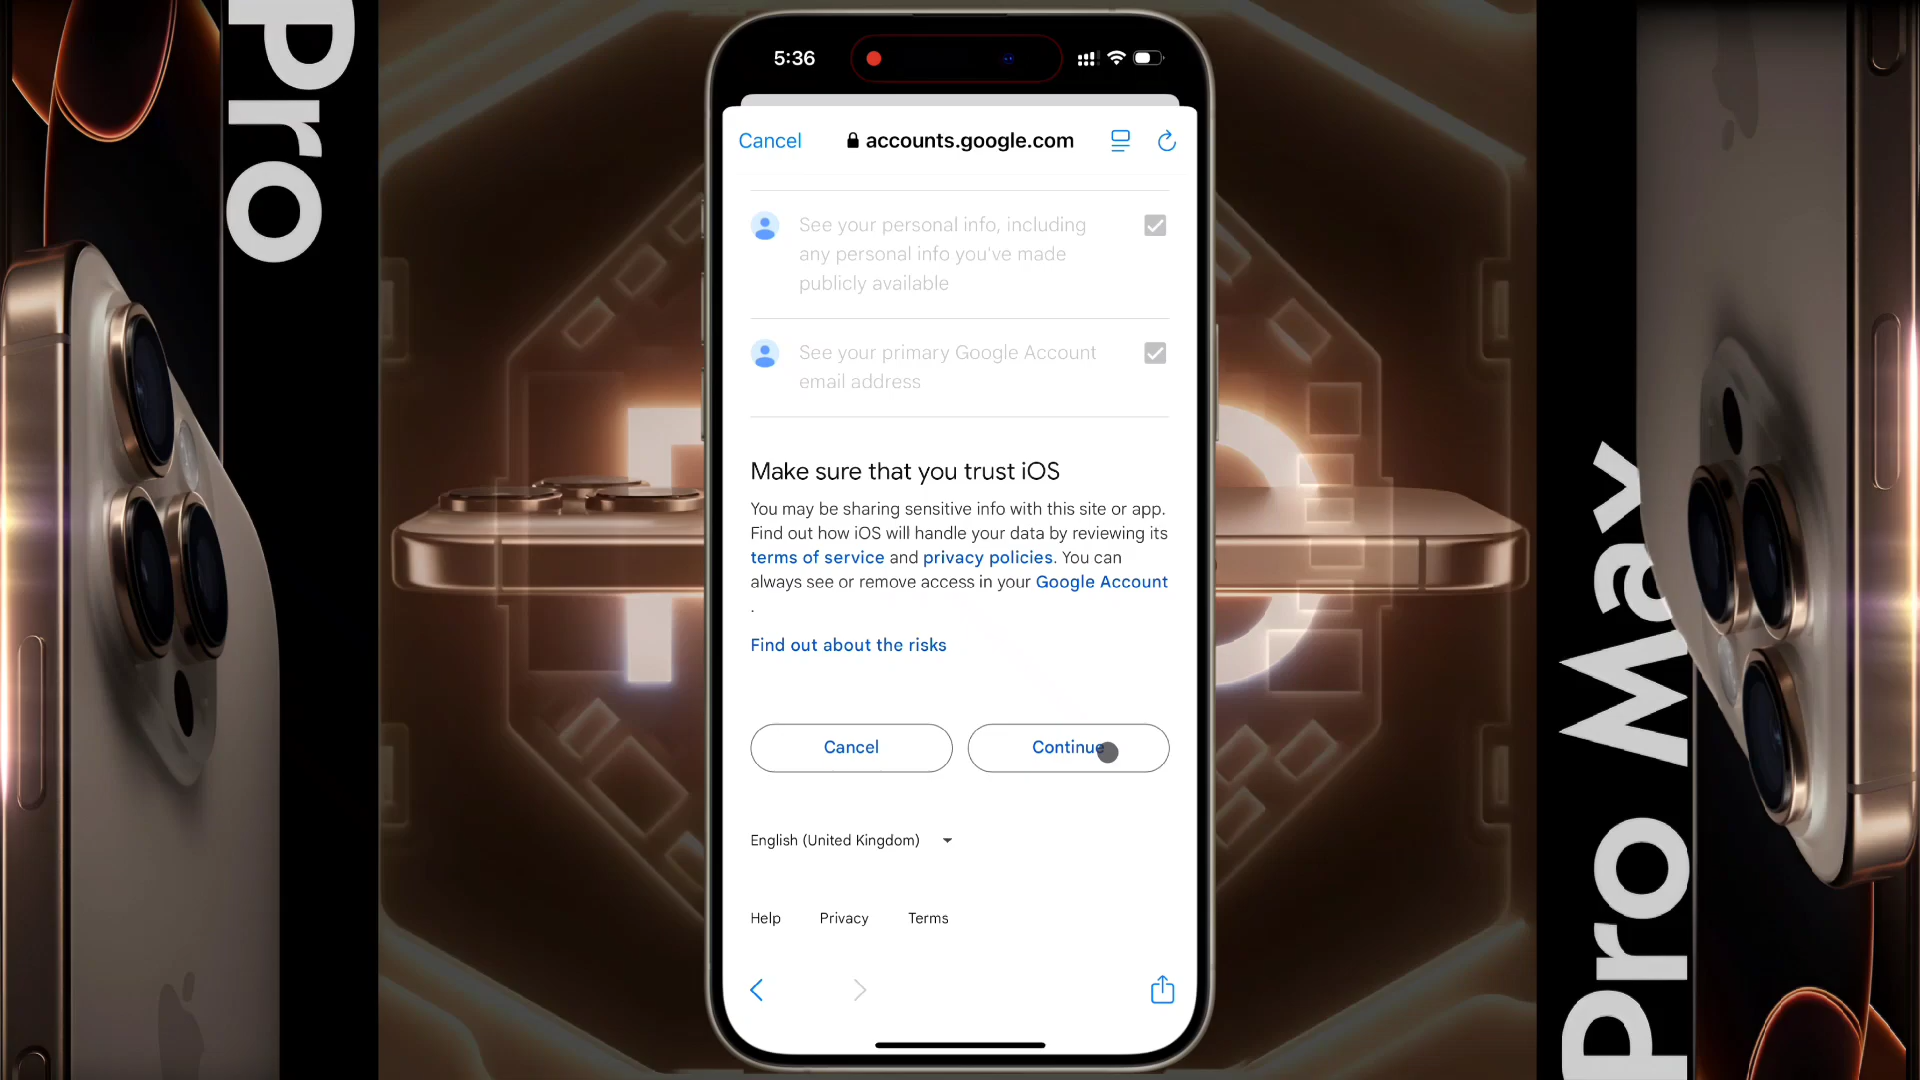 Pro
5:36
Cancel
accounts.google.com
See your personal info, including
any personal info you've made
publicly available
See your primary Google Account
email address
Make sure that you trust iOS
You may be sharing sensitive info with this site or app.
Find out how iOS will handle your data by reviewing its
terms of service and privacy policies. You can
always see or remove access in your Google Account
.
Find out about the risks
Cancel
Continue
English (United Kingdom)
Help
Privacy
Terms
Pro Max